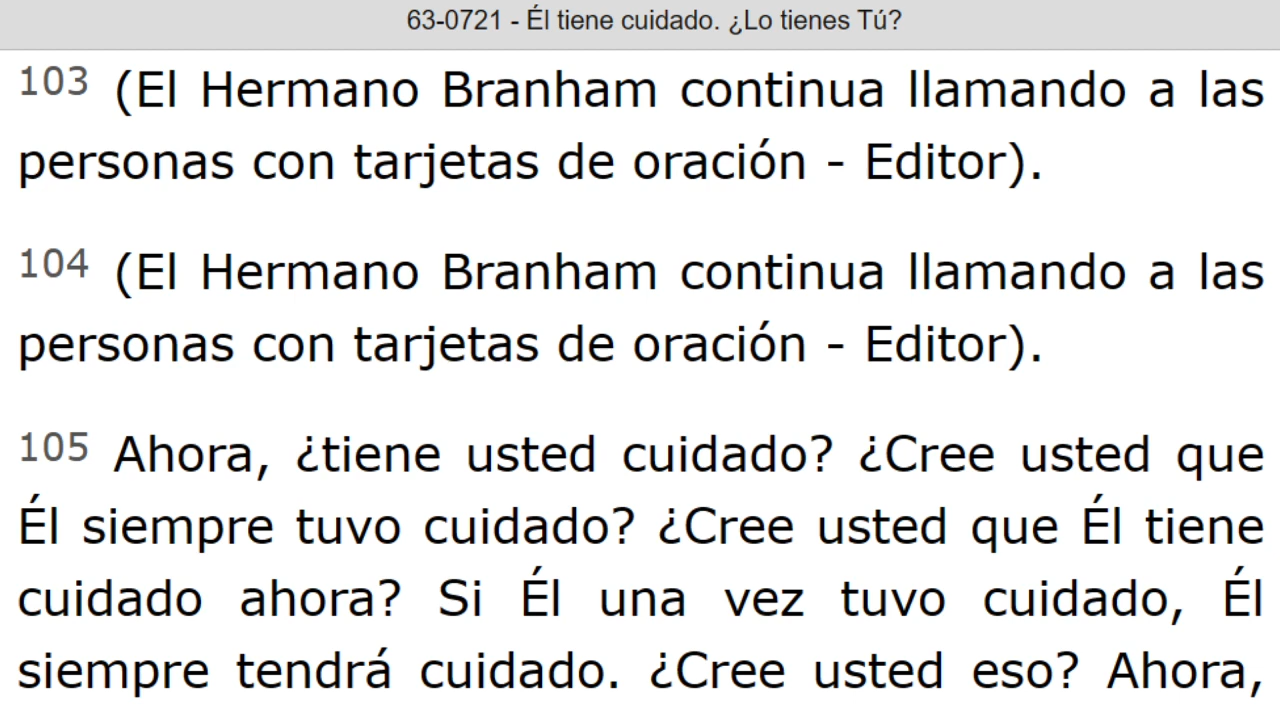 63-0721 - Él tiene cuidado. ¿Lo tienes Tú?
103 (El Hermano Branham continua llamando a las
personas con tarjetas de oración - Editor).
104 (El Hermano Branham continua llamando a las
personas con tarjetas de oración - Editor).
105 Ahora, ¿tiene usted cuidado? ¿Cree usted que
Él siempre tuvo cuidado? ¿Cree usted que Él tiene
cuidado ahora? Si Él una vez tuvo cuidado, Él
siempre tendrá cuidado. ¿Cree usted eso? Ahora,